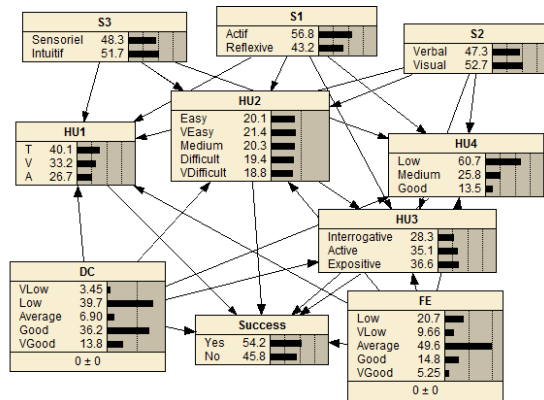 S3
Sensoriel 48.3
Intuitif 51.7
S1
Actif 56.8
Reflexive 43.2
S2
Verbal 47.3
Visual 52.7
HU2
Easy 20.1
VEasy 21.4
Medium 20.3
Difficult 19.4
VDifficult 18.8
HU1
T 40.1
V 33.2
A 26.7
HU4
Low 60.7
Medium 25.8
Good 13.5
HU3
Interrogative 28.3
Active 35.1
Expositive 36.6
DC
VLow 3.45
Low 39.7
Average 6.90
Good 36.2
VGood 13.8
0 ± 0
Success
Yes 54.2
No 45.8
FE
Low 20.7
VLow 9.66
Average 49.6
Good 14.8
VGood 5.25
0 ± 0